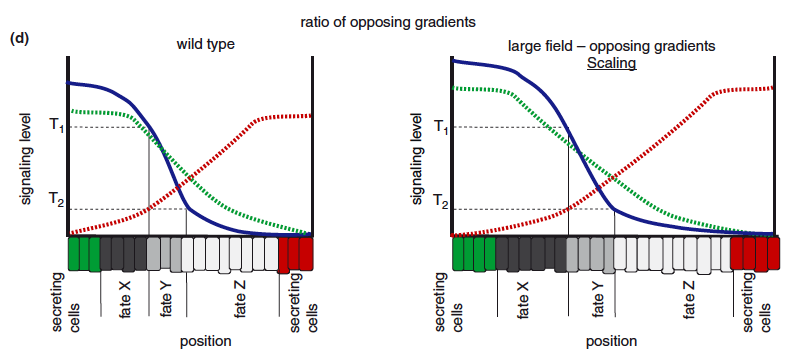 ratio of opposing gradients
(d)
wild type
signaling level
T1
T2
secreting
cells
fate X
fate Y
fate Z
secreting
cells
position
large field – opposing gradients
Scaling
signaling level
T1
T2
secreting
cells
fate X
fate Y
fate Z
secreting
cells
position